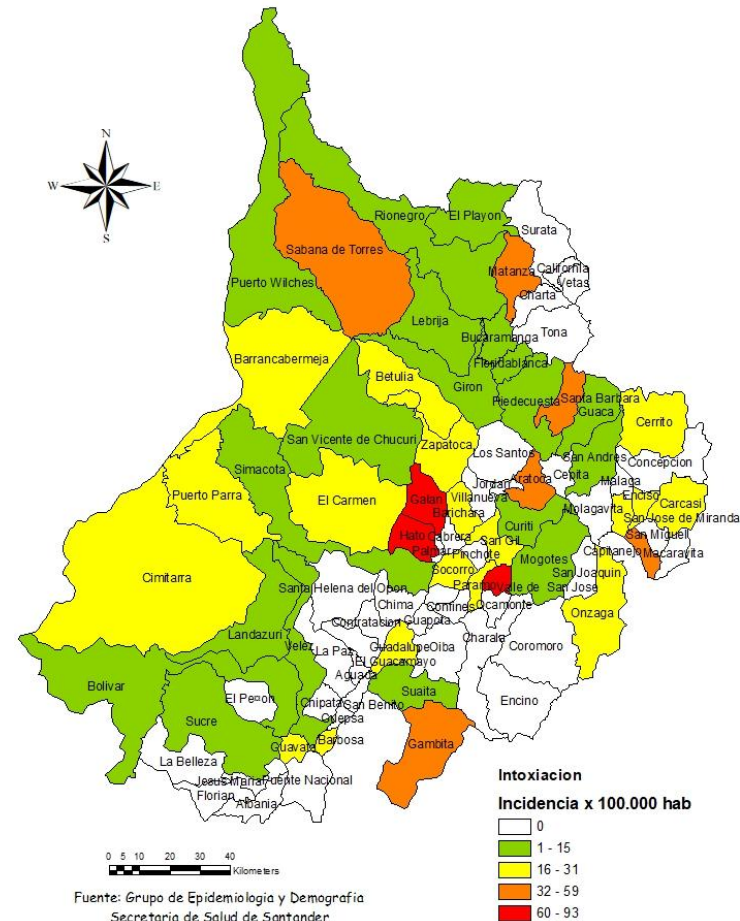 N
W E
S
Rionegro
El Playon
Surata
Sabana de Torres
Matanza
California
Vetas
Charta
Puerto Wilches
Lebrija
Tona
Bucaramanga
Floridablanca
Barrancabermeja
Betulia
Giron
Piedecuesta
Santa Barbara
Guaca
Cerrito
San Vicente de Chucuri
Zapatoca
Los Santos
San Andres
Concepcion
Simacota
Cepita
Malaga
Puerto Parra
El Carmen
Galan
Jordan
Aratoca
Villanueva
Barichara
Molagavita
Enciso
Carcasi
San Jose de Miranda
Hato
Cabrera
San Gil
Curiti
San Miguel
Palmar
Pinchote
Mogotes
Capitanejo
Macaravita
Cimitarra
Socorro
San Joaquin
Paramo
Valle de San Jose
Santa Helena del Opon
Chima
Confines
Ocamonte
Onzaga
Contratacion
Guapota
Landazuri
Velez
La Paz
Guadalupe
Oiba
Charala
Coromoro
El Guacamayo
Aguada
Bolivar
El Pe¤on
Chipata
San Benito
Suaita
Encino
Sucre
Guepsa
Guavata
Barbosa
Gambita
La Belleza
Jesus Maria
Puente Nacional
Florian
Albania
Intoxiacion
Incidencia x 100.000 hab
0
1 - 15
16 - 31
32 - 59
60 - 93
0 5 10 20 30 40
Kilometers
Fuente: Grupo de Epidemiologia y Demografia
Secretaria de Salud de Santander